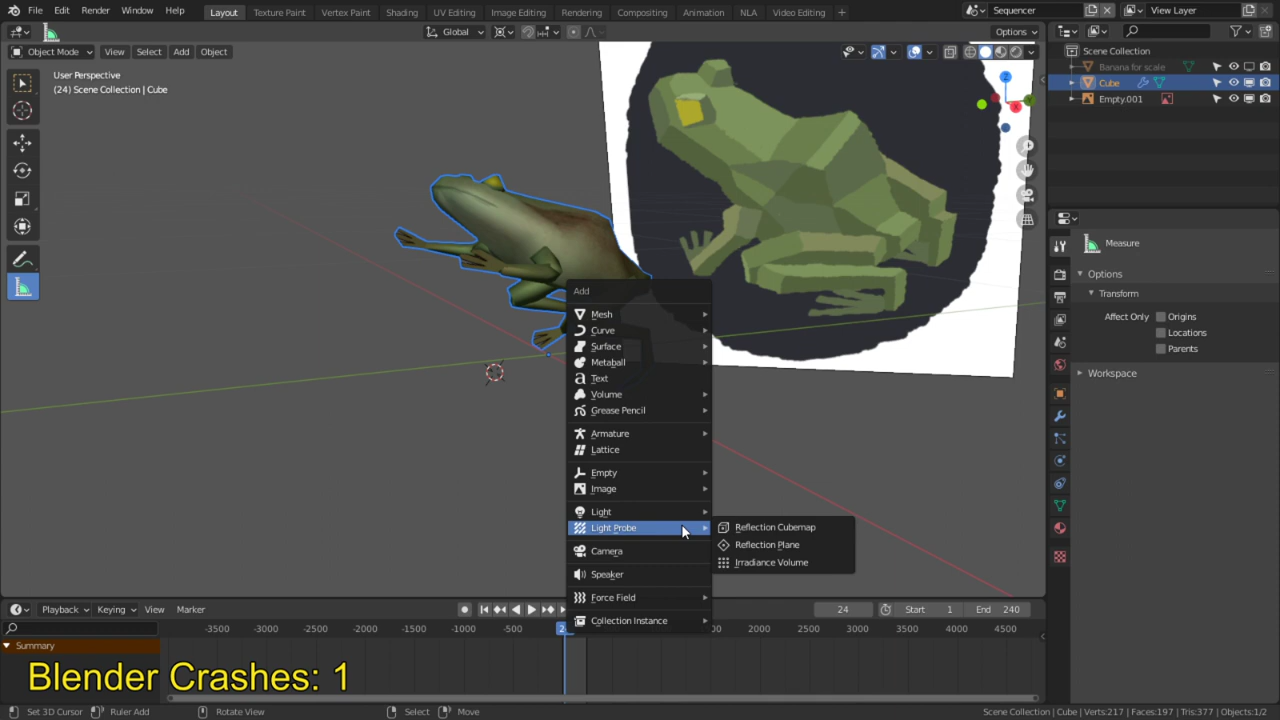 File Edit Render Window Help Layout Texture Paint Vertex Paint Shading UV Editing Image Editing Rendering Compositing Animation NLA Video Editing + Sequencer View Layer
Global Options
Object Mode View Select Add Object
User Perspective
(24) Scene Collection | Cube
Scene Collection
Banana for scale
Cube
Empty.001
Measure
Options
Transform
Affect Only Origins
Locations
Parents
Workspace
Add
Mesh
Curve
Surface
Metaball
Text
Volume
Grease Pencil
Armature
Lattice
Empty
Image
Light
Light Probe
Camera
Speaker
Force Field
Collection Instance
Reflection Cubemap
Reflection Plane
Irradiance Volume
Z
Playback Keying View Marker 24 Start 1 End 240
-3500 -3000 -2500 -2000 -1500 -1000 -500 2000 2500 3000 3500 4000 4500
Summary
Blender Crashes: 1
Set 3D Cursor Ruler Add Rotate View Select Move Scene Collection | Cube | Verts:217 | Faces:197 | Tris:377 | Objects:1/2